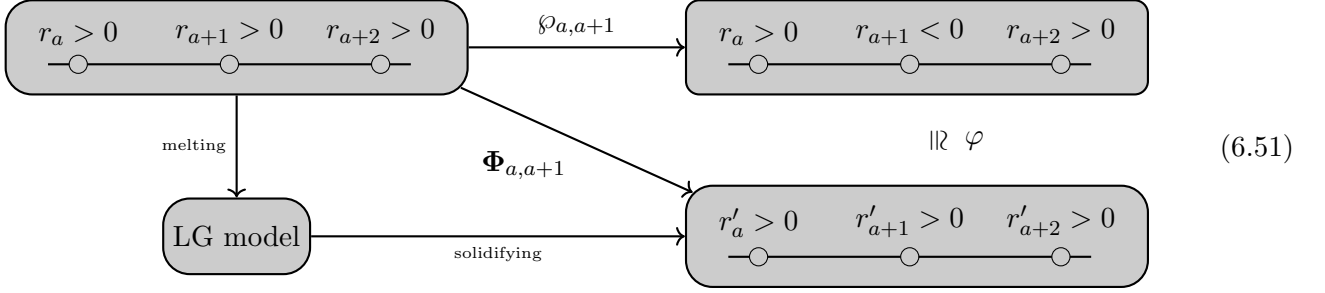 r_a > 0 r_{a+1} > 0 r_{a+2} > 0
℘_{a,a+1}
r_a > 0 r_{a+1} < 0 r_{a+2} > 0
melting
≅ φ
(6.51)
Φ_{a,a+1}
LG model
solidifying
r'_a > 0 r'_{a+1} > 0 r'_{a+2} > 0